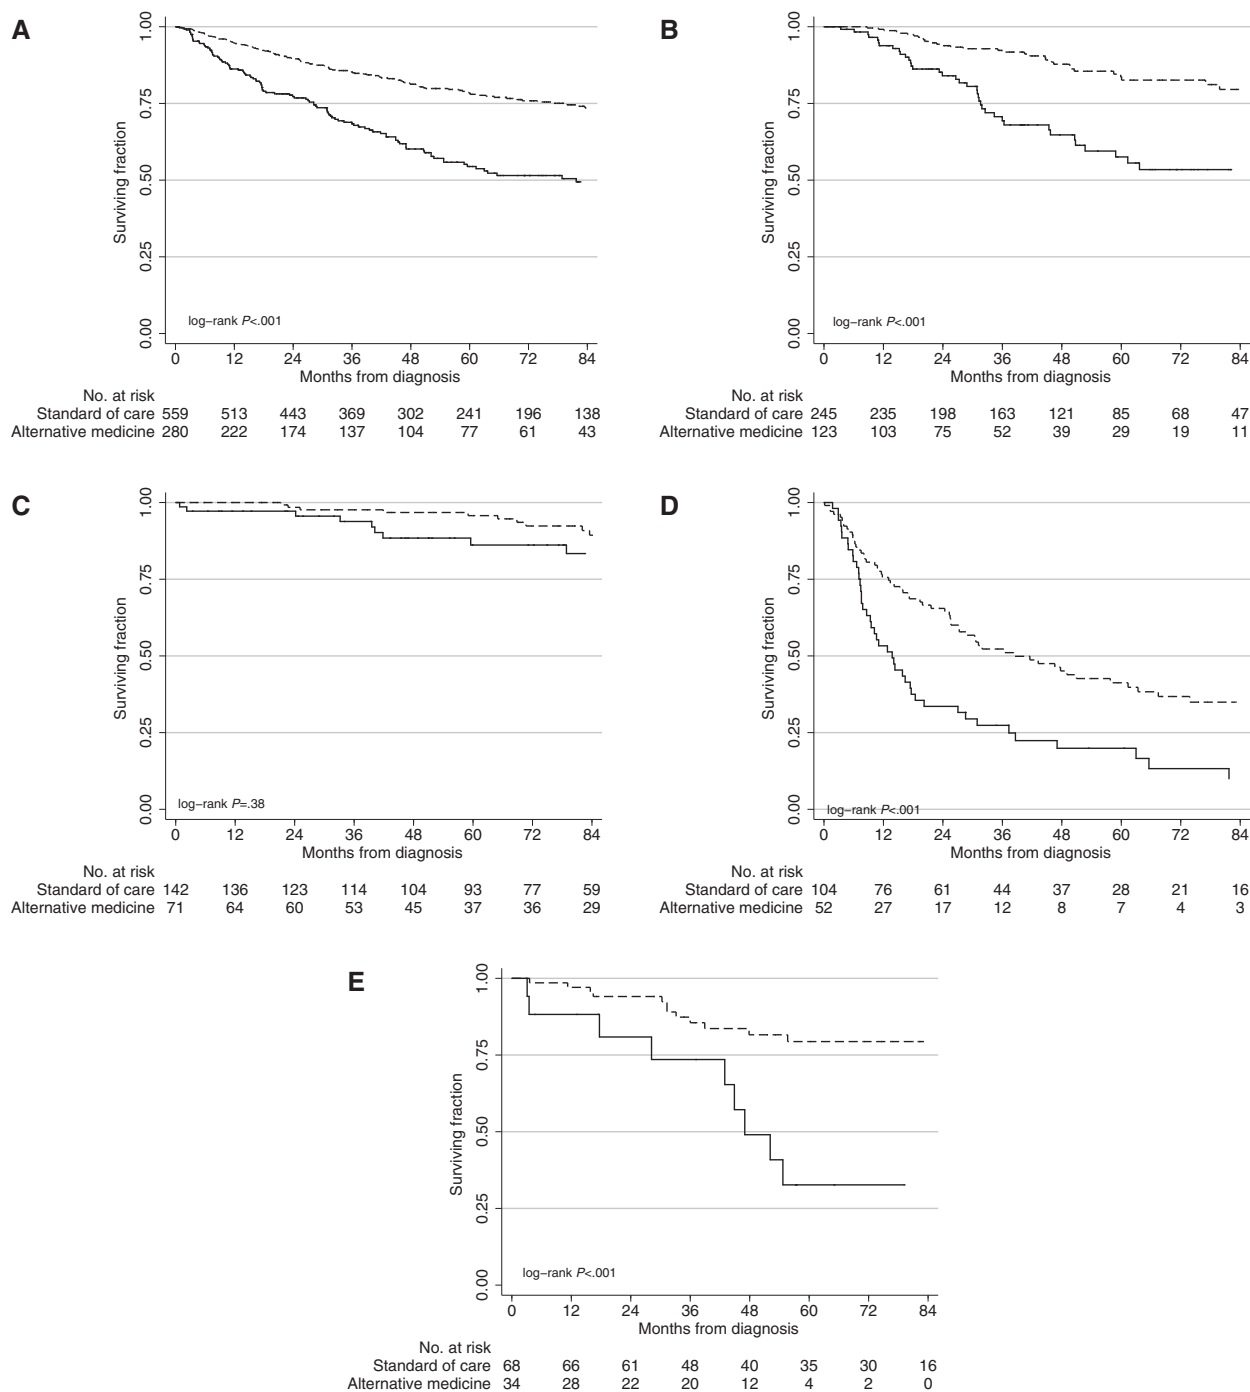 A
Surviving fraction
1.00
0.75
0.50
0.25
0.00
log–rank P<.001
0 12 24 36 48 60 72 84
Months from diagnosis
No. at risk
Standard of care 559 513 443 369 302 241 196 138
Alternative medicine 280 222 174 137 104 77 61 43
B
Surviving fraction
1.00
0.75
0.50
0.25
0.00
log–rank P<.001
0 12 24 36 48 60 72 84
Months from diagnosis
No. at risk
Standard of care 245 235 198 163 121 85 68 47
Alternative medicine 123 103 75 52 39 29 19 11
C
Surviving fraction
1.00
0.75
0.50
0.25
0.00
log–rank P=.38
0 12 24 36 48 60 72 84
Months from diagnosis
No. at risk
Standard of care 142 136 123 114 104 93 77 59
Alternative medicine 71 64 60 53 45 37 36 29
D
Surviving fraction
1.00
0.75
0.50
0.25
0.00
log–rank P<.001
0 12 24 36 48 60 72 84
Months from diagnosis
No. at risk
Standard of care 104 76 61 44 37 28 21 16
Alternative medicine 52 27 17 12 8 7 4 3
E
Surviving fraction
1.00
0.75
0.50
0.25
0.00
log–rank P<.001
0 12 24 36 48 60 72 84
Months from diagnosis
No. at risk
Standard of care 68 66 61 48 40 35 30 16
Alternative medicine 34 28 22 20 12 4 2 0